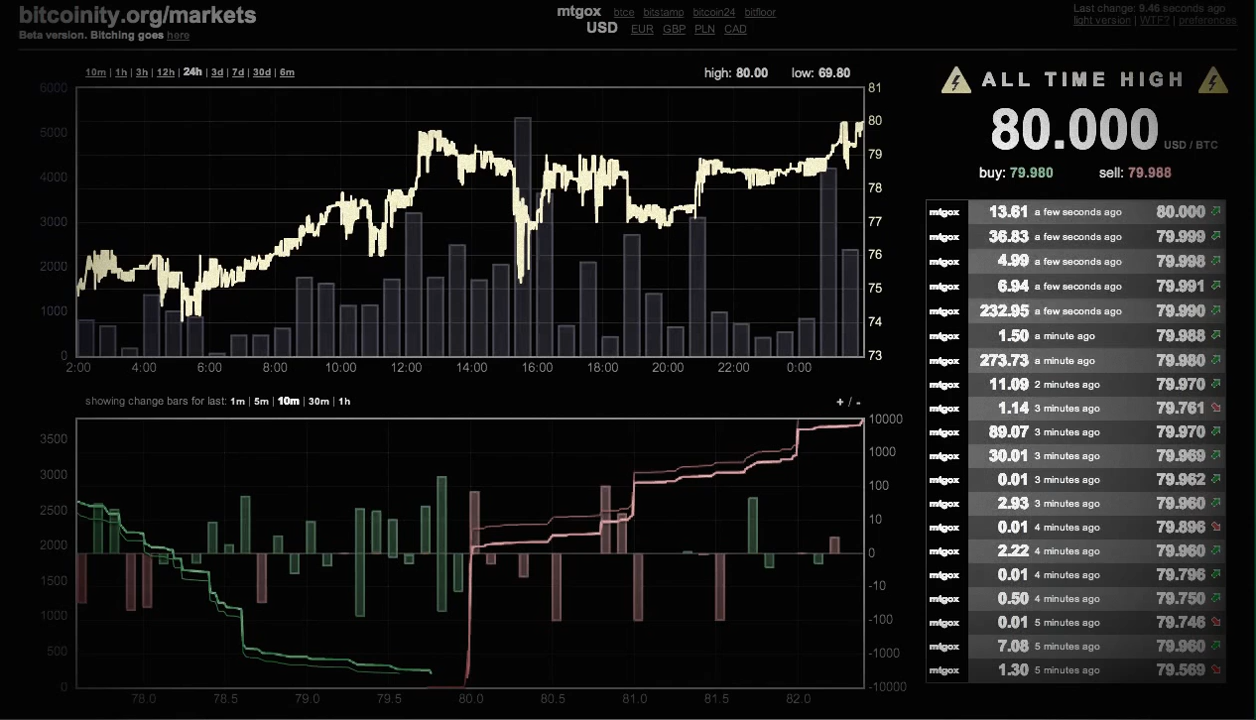 bitcoinity.org/markets
Beta version. Bitching goes here
mtgox btce bitstamp bitcoin24 bitfloor
USD EUR GBP PLN CAD
Last change: 9.46 seconds ago
light version | WTF? | preferences
10m | 1h | 3h | 12h | 24h | 3d | 7d | 30d | 6m
high: 80.00 low: 69.80
6000
5000
4000
3000
2000
1000
0
81
80
79
78
77
76
75
74
73
2:00 4:00 6:00 8:00 10:00 12:00 14:00 16:00 18:00 20:00 22:00 0:00
showing change bars for last: 1m | 5m | 10m | 30m | 1h
+ / -
3500
3000
2500
2000
1500
1000
500
0
10000
1000
100
10
0
-10
-100
-1000
-10000
78.0 78.5 79.0 79.5 80.0 80.5 81.0 81.5 82.0
ALL TIME HIGH
80.000 USD / BTC
buy: 79.980 sell: 79.988
mtgox 13.61 a few seconds ago 80.000
mtgox 36.83 a few seconds ago 79.999
mtgox 4.99 a few seconds ago 79.998
mtgox 6.94 a few seconds ago 79.991
mtgox 232.95 a few seconds ago 79.990
mtgox 1.50 a minute ago 79.988
mtgox 273.73 a minute ago 79.980
mtgox 11.09 2 minutes ago 79.970
mtgox 1.14 3 minutes ago 79.761
mtgox 89.07 3 minutes ago 79.970
mtgox 30.01 3 minutes ago 79.969
mtgox 0.01 3 minutes ago 79.962
mtgox 2.93 3 minutes ago 79.960
mtgox 0.01 4 minutes ago 79.896
mtgox 2.22 4 minutes ago 79.960
mtgox 0.01 4 minutes ago 79.796
mtgox 0.50 4 minutes ago 79.750
mtgox 0.01 5 minutes ago 79.746
mtgox 7.08 5 minutes ago 79.960
mtgox 1.30 5 minutes ago 79.569